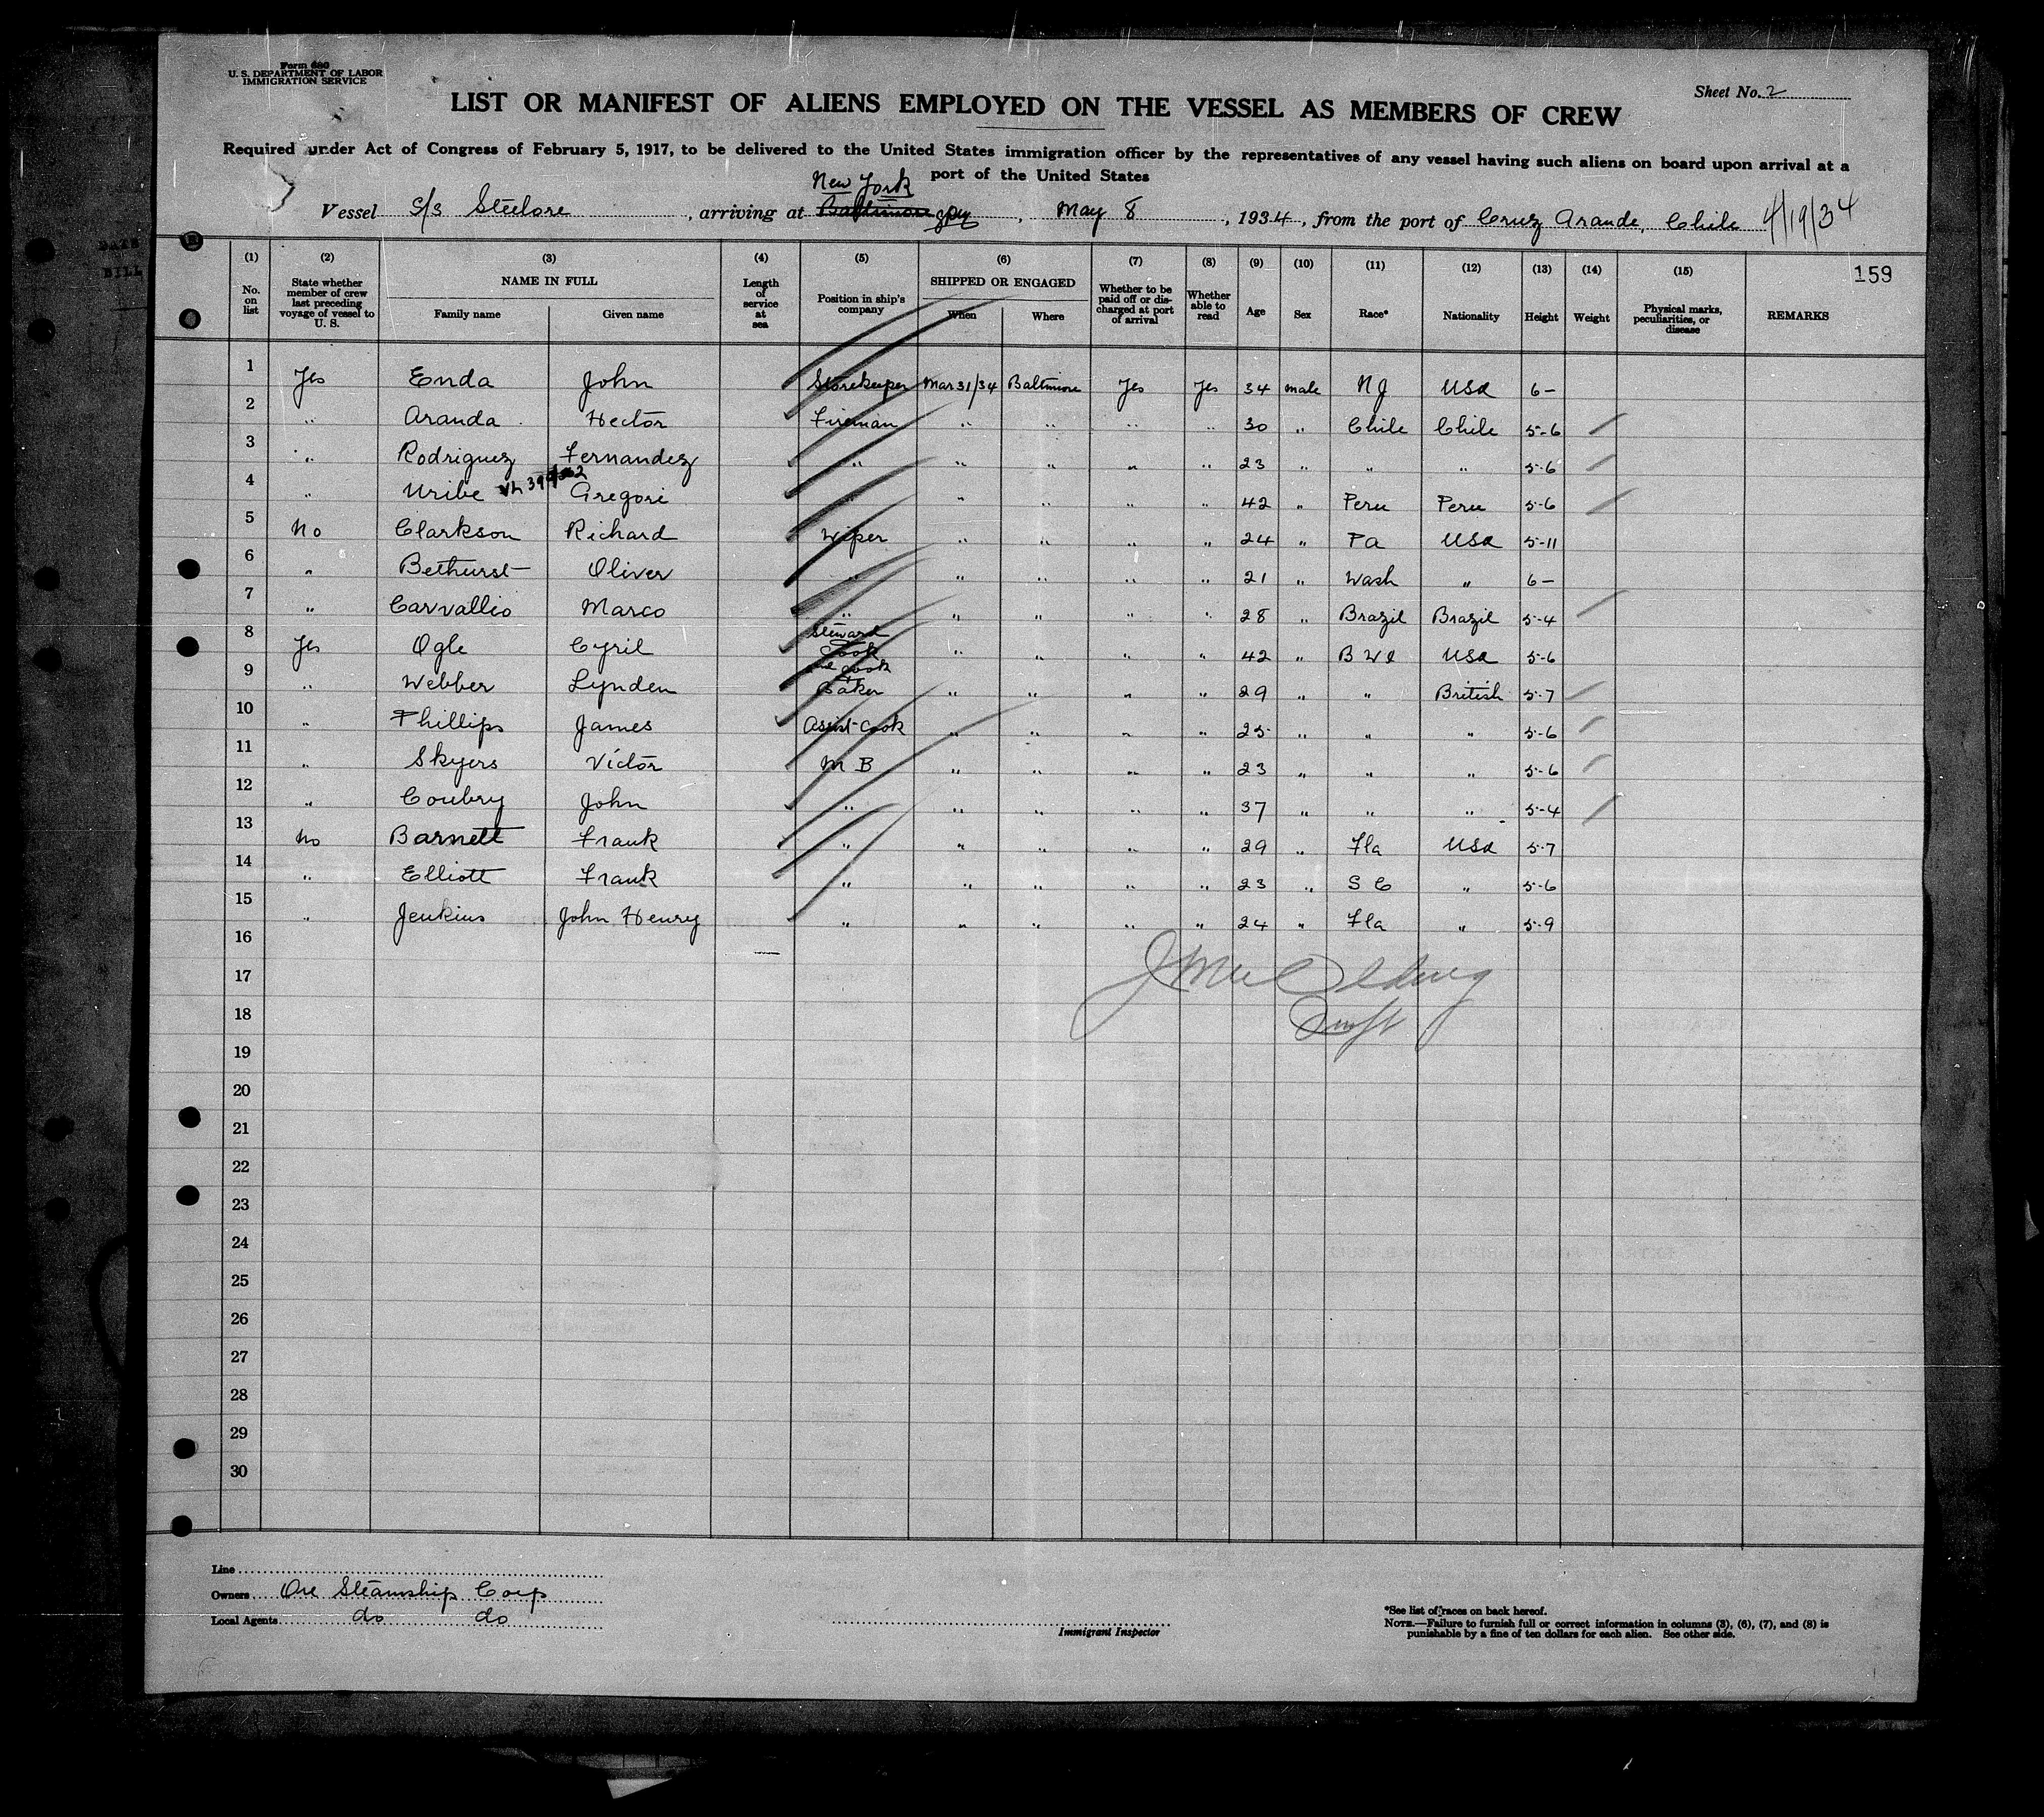 Form 680
U. S. DEPARTMENT OF LABOR
IMMIGRATION SERVICE
Sheet No. 2
LIST OR MANIFEST OF ALIENS EMPLOYED ON THE VESSEL AS MEMBERS OF CREW
Required under Act of Congress of February 5, 1917, to be delivered to the United States immigration officer by the representatives of any vessel having such aliens on board upon arrival at a
port of the United States
New York
Vessel S/S Steelore, arriving at Baltimore, May 8, 1934, from the port of Cruz Grande, Chile 4/19/34
(1) (2) (3) (4) (5) (6) (7) (8) (9) (10) (11) (12) (13) (14) (15) 159
No. on list State whether member of crew last preceding voyage of vessel to U. S. NAME IN FULL Family name Given name Length of service at sea Position in ship's company SHIPPED OR ENGAGED When Where Whether to be paid off or discharged at port of arrival Whether able to read Age Sex Race* Nationality Height Weight Physical marks, peculiarities, or disease REMARKS
1 Yes Enda John Storekeeper Mar 31/34 Baltimore Yes Yes 34 male N J USA 6-
2 " Aranda Hector Fireman " " " " 30 " Chile Chile 5-6
3 " Rodriguez Fernandez " " " " " 23 " " " 5-6
4 " Uribe Gregori " " " " " 42 " Peru Peru 5-6
5 No Clarkson Richard Wiper " " " " 24 " Pa USA 5-11
6 " Bethurst Oliver " " " " " 21 " Wash " 6-
7 " Carvallio Marco " " " " " 28 " Brazil Brazil 5-4
8 Yes Ogle Cyril Steward Cook " " " " 42 " B W I USA 5-6
9 " Webber Lynden 2nd Cook Baker " " " " 29 " " British 5-7
10 " Phillips James Assist Cook " " " " 25 " " " 5-6
11 " Skyers Victor M B " " " " 23 " " " 5-6
12 " Coubry John " " " " " 37 " " " 5-4
13 No Barnett Frank " " " " " 29 " Fla USA 5-7
14 " Elliott Frank " " " " " 23 " S C " 5-6
15 " Jenkins John Henry " " " " " 24 " Fla " 5-9
16
17
18
19
20
21
22
23
24
25
26
27
28
29
30
Line
Owners Ore Steamship Corp
Local Agents do do
Immigrant Inspector
*See list of races on back hereof.
NOTE.—Failure to furnish full or correct information in columns (3), (6), (7), and (8) is
punishable by a fine of ten dollars for each alien. See other side.